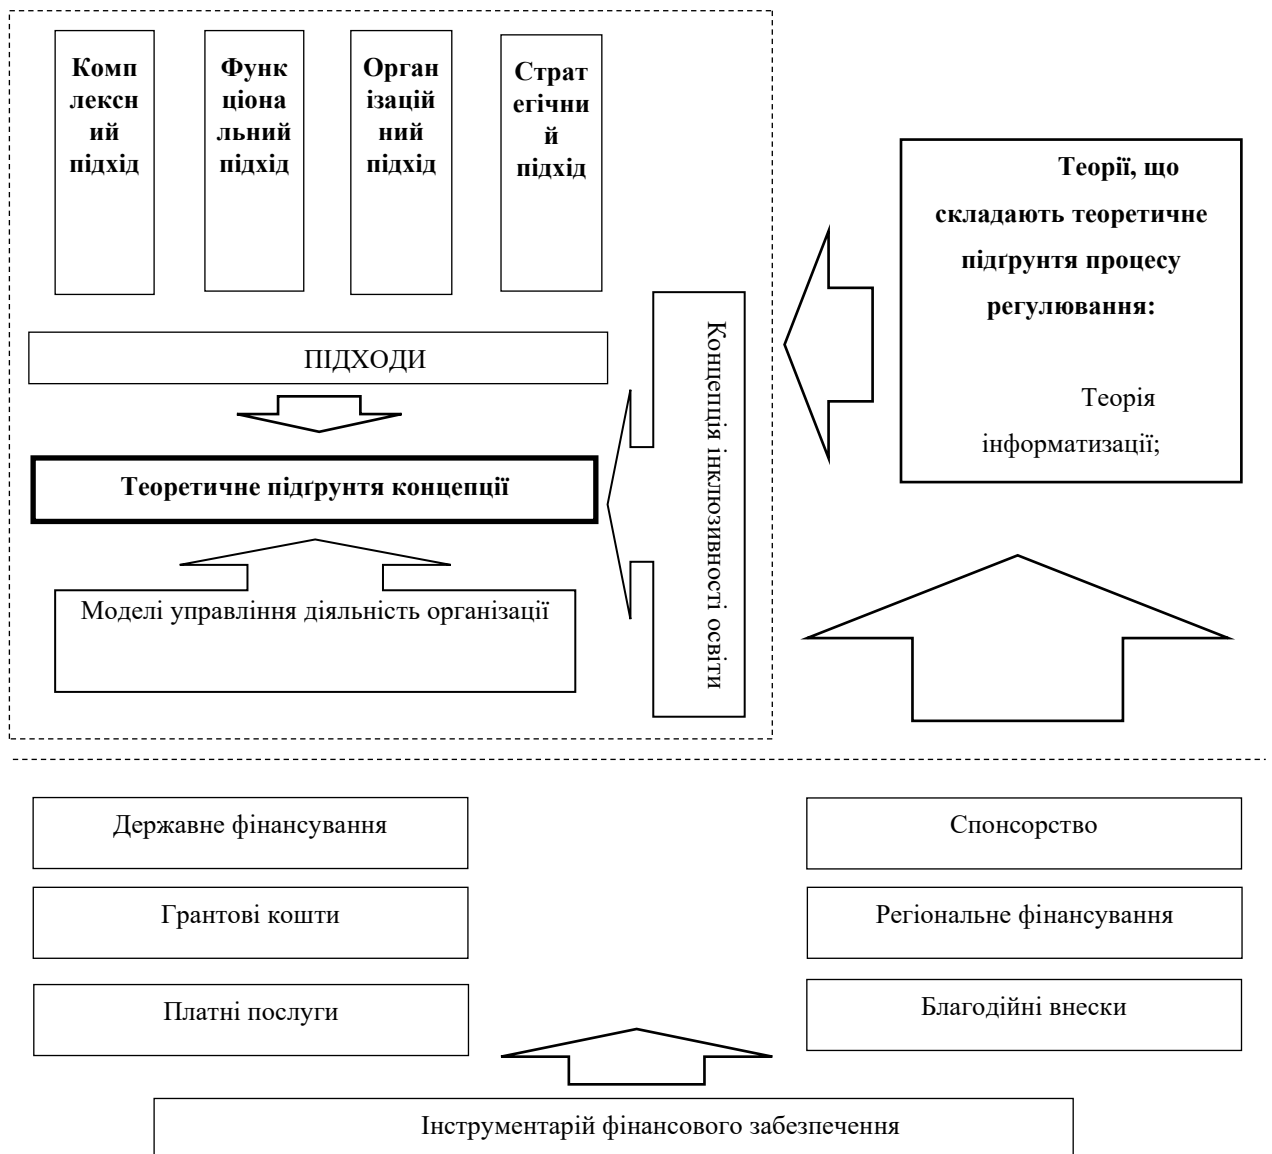 Комп
лексн
ий
підхід
Функ
ціона
льний
підхід
Орган
ізацій
ний
підхід
Страт
егічни
й
підхід
Теорії, що
складають теоретичне
підґрунтя процесу
регулювання:
Теорія
інформатизації;
ПІДХОДИ
Концепція інклюзивності освіти
Теоретичне підґрунтя концепції
Моделі управління діяльність організації
Державне фінансування
Спонсорство
Грантові кошти
Регіональне фінансування
Платні послуги
Благодійні внески
Інструментарій фінансового забезпечення